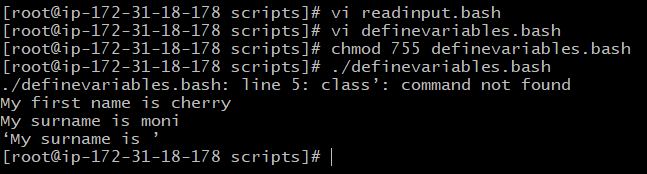 [root@ip-172-31-18-178 scripts]# vi readinput.bash
[root@ip-172-31-18-178 scripts]# vi definevariables.bash
[root@ip-172-31-18-178 scripts]# chmod 755 definevariables.bash
[root@ip-172-31-18-178 scripts]# ./definevariables.bash
./definevariables.bash: line 5: class’: command not found
My first name is cherry
My surname is moni
‘My surname is ’
[root@ip-172-31-18-178 scripts]#